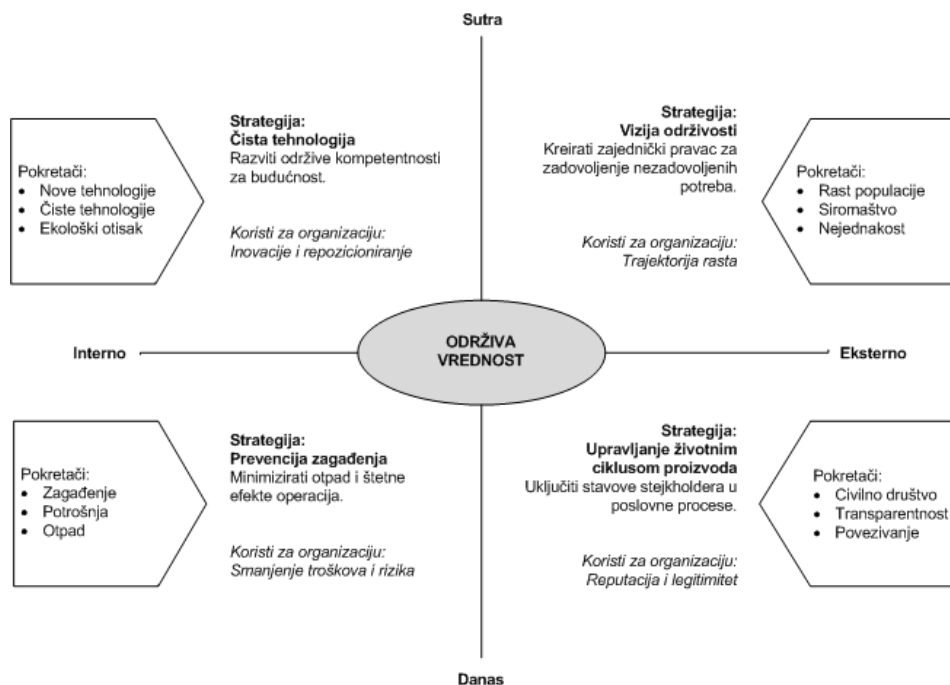 Sutra
Strategija:
Čista tehnologija
Razviti održive kompetentnosti
za budućnost.
Koristi za organizaciju:
Inovacije i repozicioniranje
Pokretači:
• Nove tehnologije
• Čiste tehnologije
• Ekološki otisak
Strategija:
Vizija održivosti
Kreirati zajednički pravac za
zadovoljenje nezadovoljenih
potreba.
Koristi za organizaciju:
Trajektorija rasta
Pokretači:
• Rast populacije
• Siromaštvo
• Nejednakost
Interno
ODRŽIVA
VREDNOST
Eksterno
Pokretači:
• Zagađenje
• Potrošnja
• Otpad
Strategija:
Prevencija zagađenja
Minimizirati otpad i štetne
efekte operacija.
Koristi za organizaciju:
Smanjenje troškova i rizika
Strategija:
Upravljanje životnim
ciklusom proizvoda
Uključiti stavove stejkholdera u
poslovne procese.
Koristi za organizaciju:
Reputacija i legitimitet
Pokretači:
• Civilno društvo
• Transparentnost
• Povezivanje
Danas